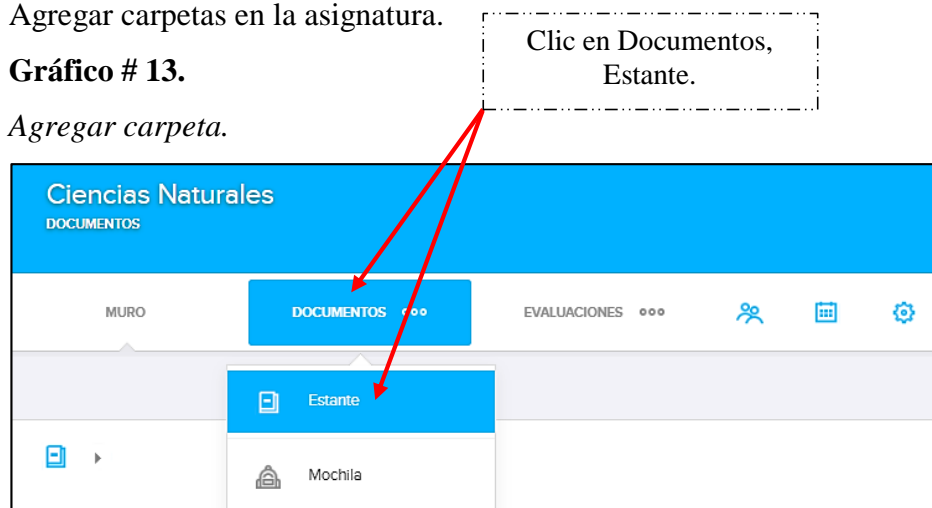 Agregar carpetas en la asignatura.
Clic en Documentos,
Estante.
Gráfico # 13.
Agregar carpeta.
Ciencias Naturales
DOCUMENTOS
MURO
DOCUMENTOS
EVALUACIONES
Estante
Mochila